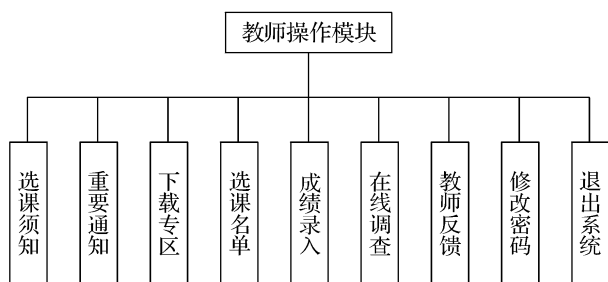 教师操作模块
选课须知
重要通知
下载专区
选课名单
成绩录入
在线调查
教师反馈
修改密码
退出系统